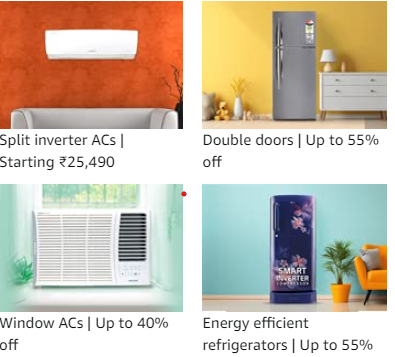 Split inverter ACs |
Starting ₹25,490
Double doors | Up to 55%
off
SMART
INVERTER
COMPRESSOR
Window ACs | Up to 40%
off
Energy efficient
refrigerators | Up to 55%